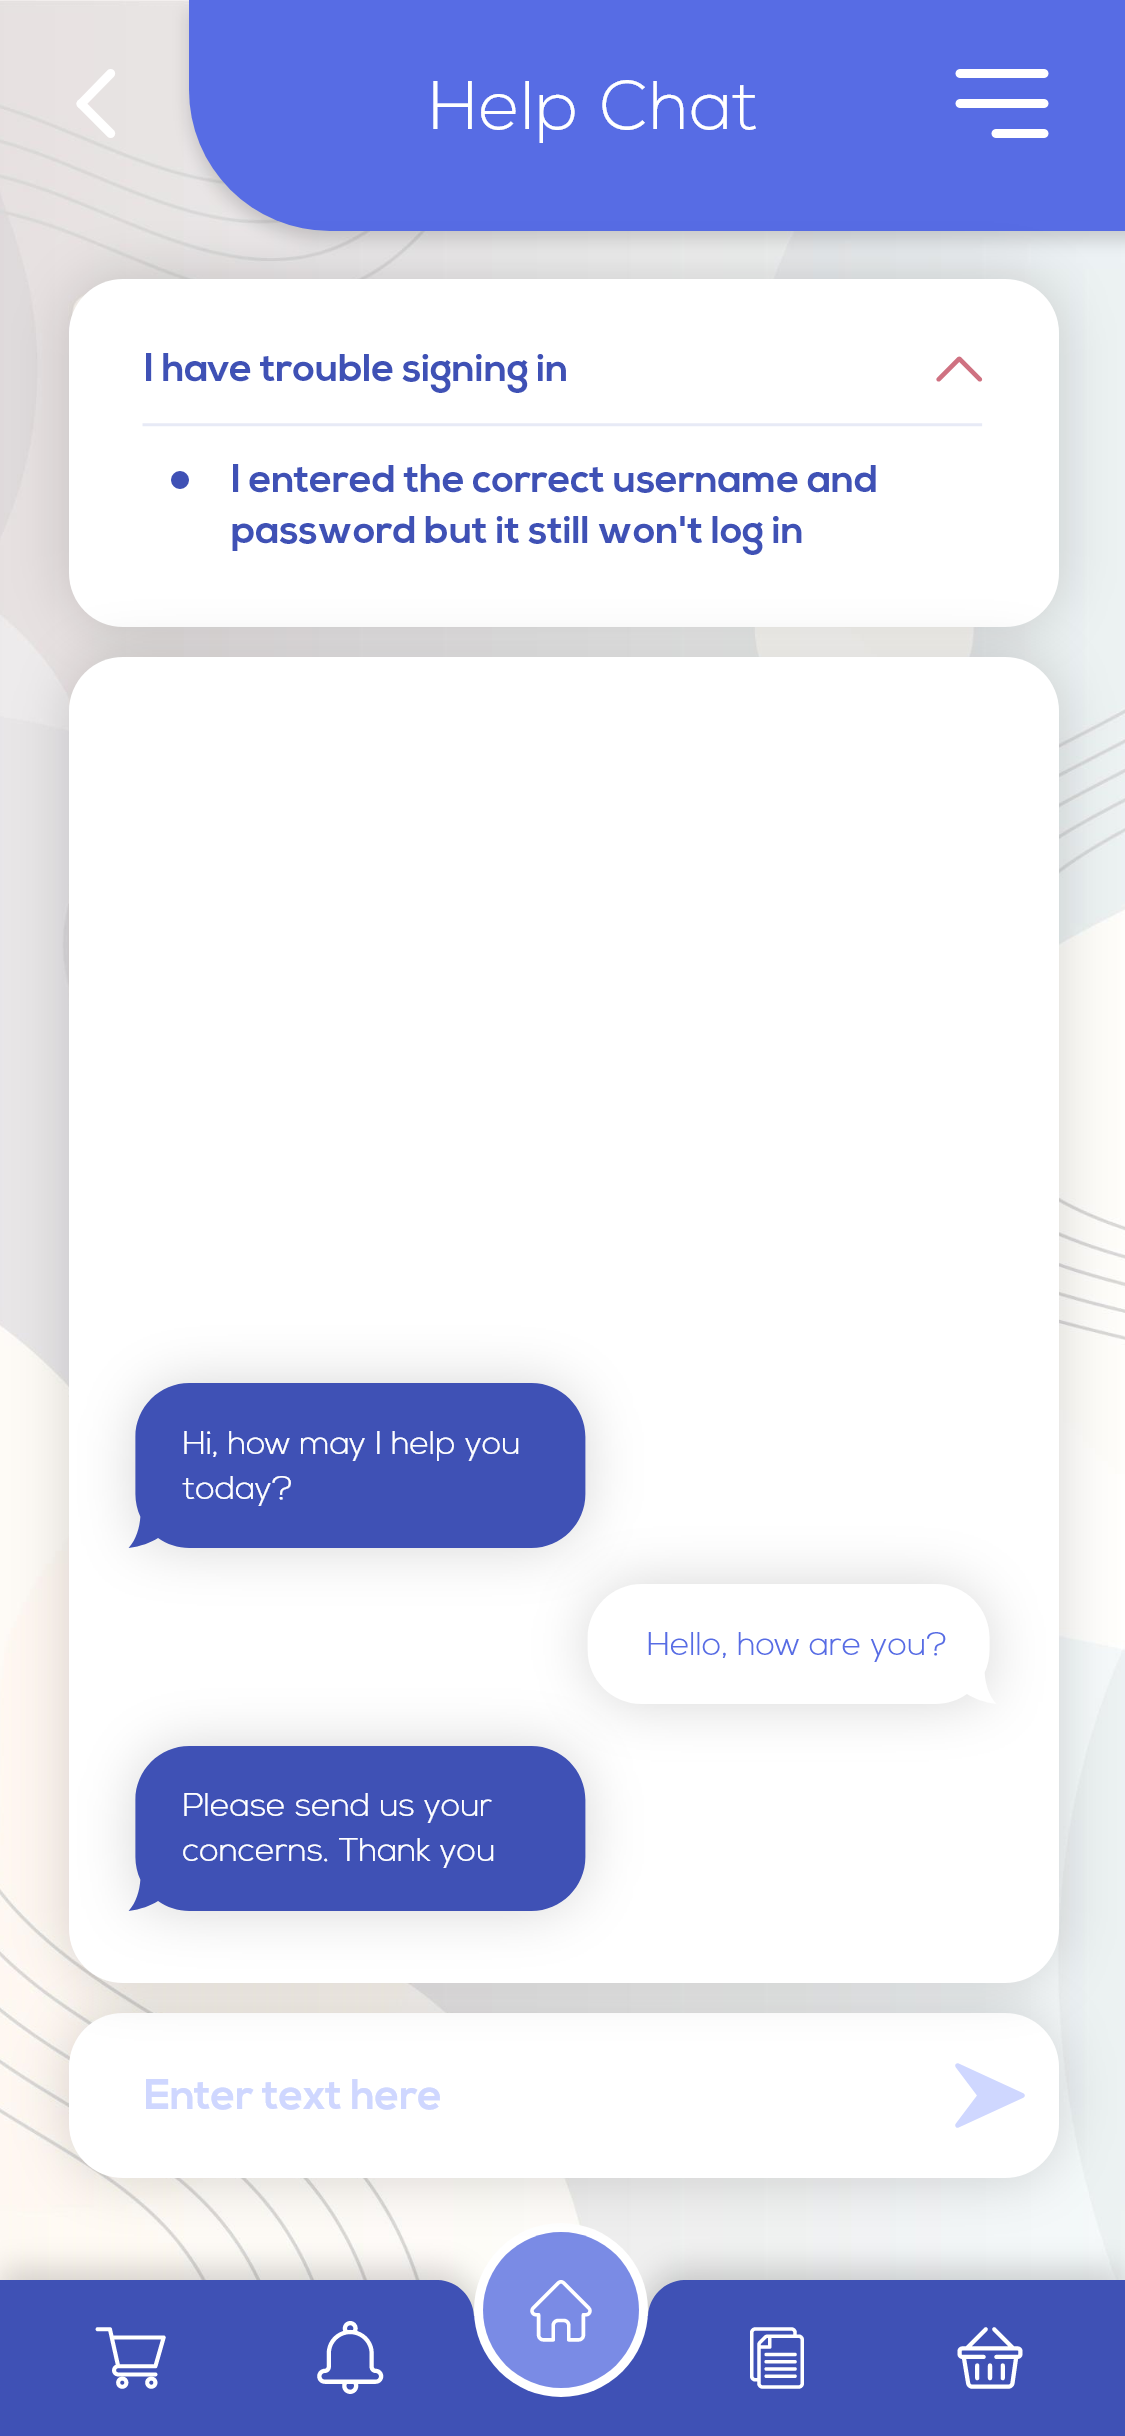 Help Chat
I have trouble signing in
I entered the correct username and
password but it still won't log in
Hi, how may I help you
today?
Hello, how are you?
Please send us your
concerns. Thank you
Enter text here